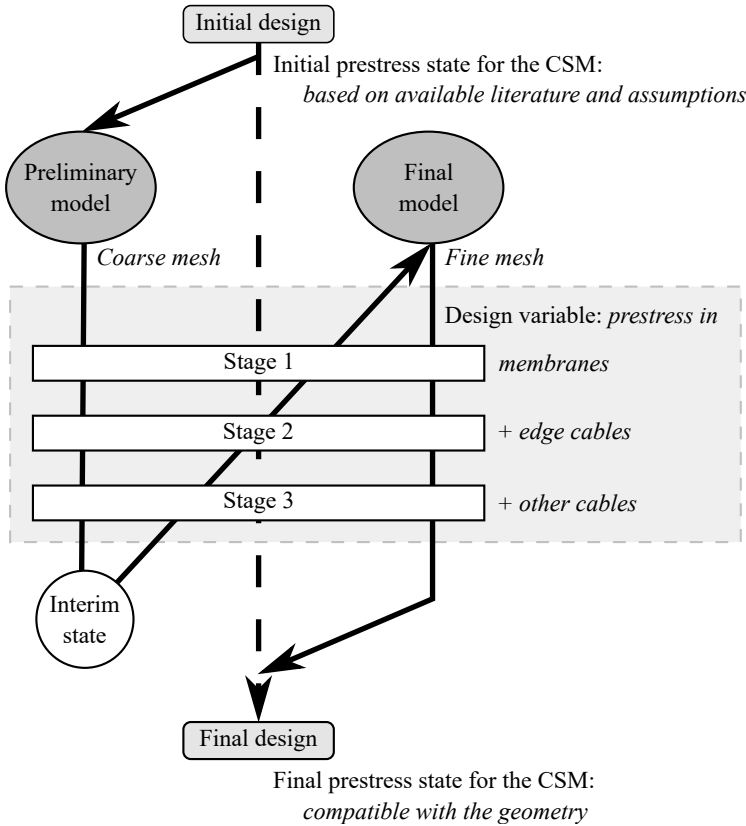 Initial design
Initial prestress state for the CSM:
based on available literature and assumptions
Preliminary
model
Final
model
Coarse mesh
Fine mesh
Design variable: prestress in
Stage 1
membranes
Stage 2
+ edge cables
Stage 3
+ other cables
Interim
state
Final design
Final prestress state for the CSM:
compatible with the geometry